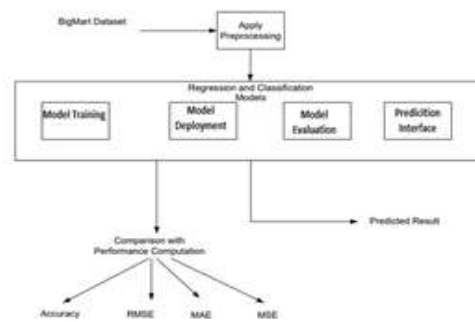 BigMart Dataset
Apply
Preprocessing
Regression and Classification
Models
Model Training
Model
Deployment
Model
Evaluation
Predicition
Interface
Predicted Result
Comparison with
Performance Computation
Accuracy
RMSE
MAE
MSE